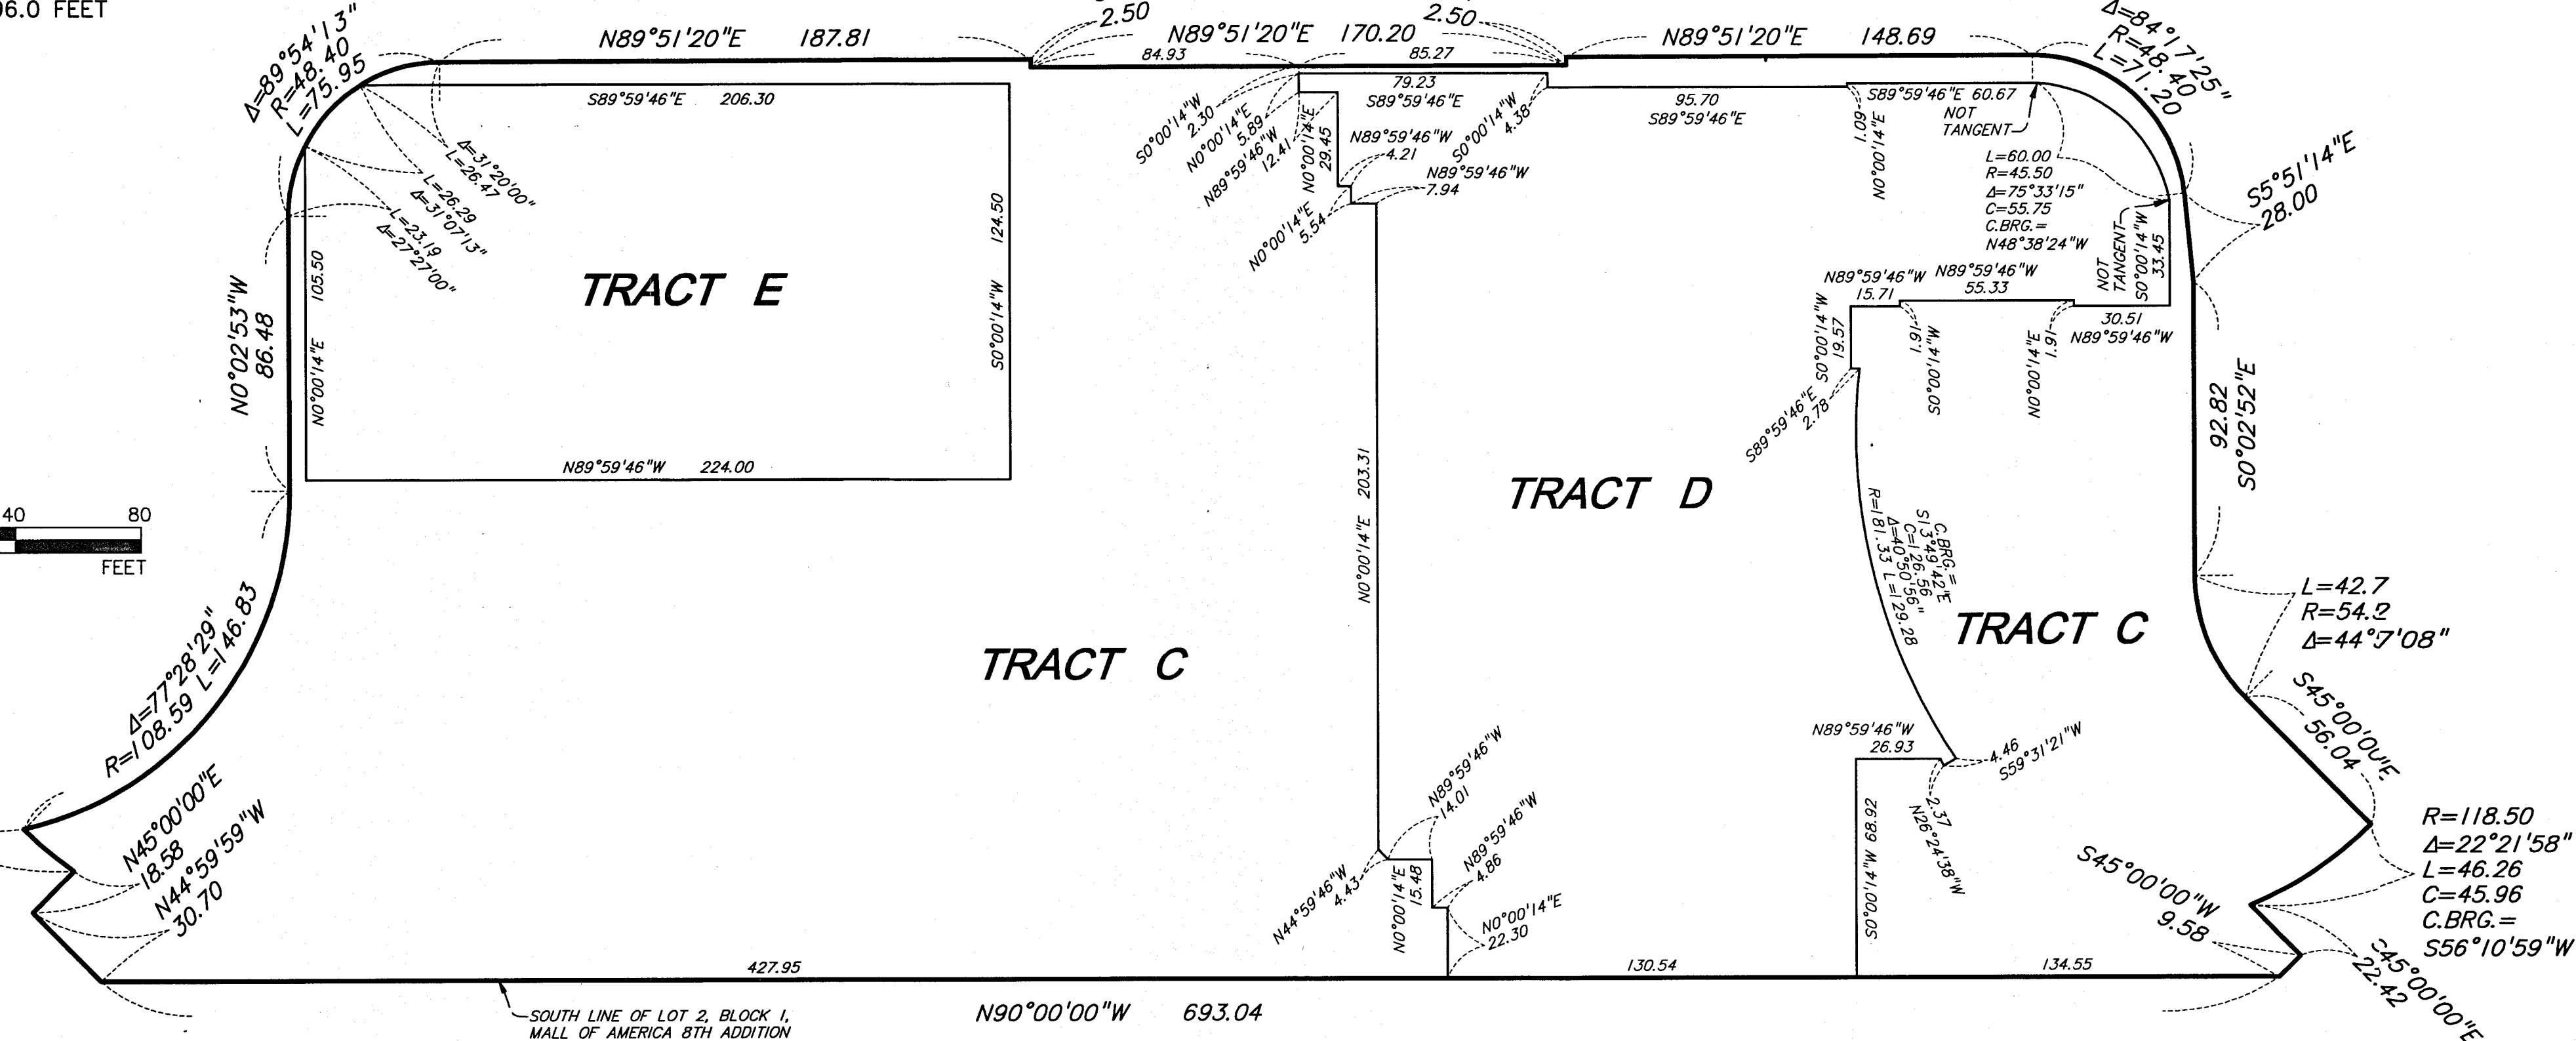 96.0 FEET
Δ=89°54'13"
R=48.40
L=75.95
N89°51'20"E 187.81
2.50
N89°51'20"E 170.20
84.93
85.27
2.50
N89°51'20"E 148.69
Δ=84°17'25"
R=48.40
L=71.20
S5°51'14"E
28.00
S89°59'46"E 206.30
Δ=31°20'00"
L=26.47
L=26.29
Δ=31°07'13"
L=23.19
Δ=27°27'00"
N0°02'53"W
86.48
N0°00'14"E 105.50
TRACT E
S0°00'14"W 124.50
N89°59'46"W 224.00
S0°00'14"W
2.30
N0°00'14"E
5.89
N89°59'46"W
12.41
N0°00'14"E
29.45
79.23
S89°59'46"E
N89°59'46"W
4.21
N89°59'46"W
7.94
N0°00'14"E
5.54
S0°00'14"W
4.38
95.70
S89°59'46"E
S89°59'46"E 60.67
1.09
N0°00'14"E
NOT
TANGENT
L=60.00
R=45.50
Δ=75°33'15"
C=55.75
C.BRG.=
N48°38'24"W
NOT
TANGENT
S0°00'14"W
33.45
N89°59'46"W
15.71
N89°59'46"W
55.33
S0°00'14"W
19.57
1.91
S0°00'14"W
N0°00'14"E
1.91
30.51
N89°59'46"W
S89°59'46"E
2.78
92.82
S0°02'52"E
40
80
FEET
N0°00'14"E 203.31
TRACT D
C.BRG.=
S13°49'42"E
C=126.56
Δ=40°50'56"
R=181.33 L=129.28
TRACT C
TRACT C
L=42.7
R=54.2
Δ=44° 7'08"
Δ=77°28'29"
R=108.59 L=146.83
S45°00'00"E
56.04
N89°59'46"W
26.93
4.46
S59°31'21"W
2.37
N26°24'38"W
S0°00'14"W 68.92
N45°00'00"E
18.58
N44°59'59"W
30.70
N89°59'46"W
14.01
N89°59'46"W
4.86
N44°59'46"W
4.43
N0°00'14"E
15.48
N0°00'14"E
22.30
R=118.50
Δ=22°21'58"
L=46.26
C=45.96
C.BRG.=
S56°10'59"W
S45°00'00"W
9.58
S45°00'00"E
22.42
427.95
130.54
134.55
SOUTH LINE OF LOT 2, BLOCK 1,
MALL OF AMERICA 8TH ADDITION
N90°00'00"W 693.04